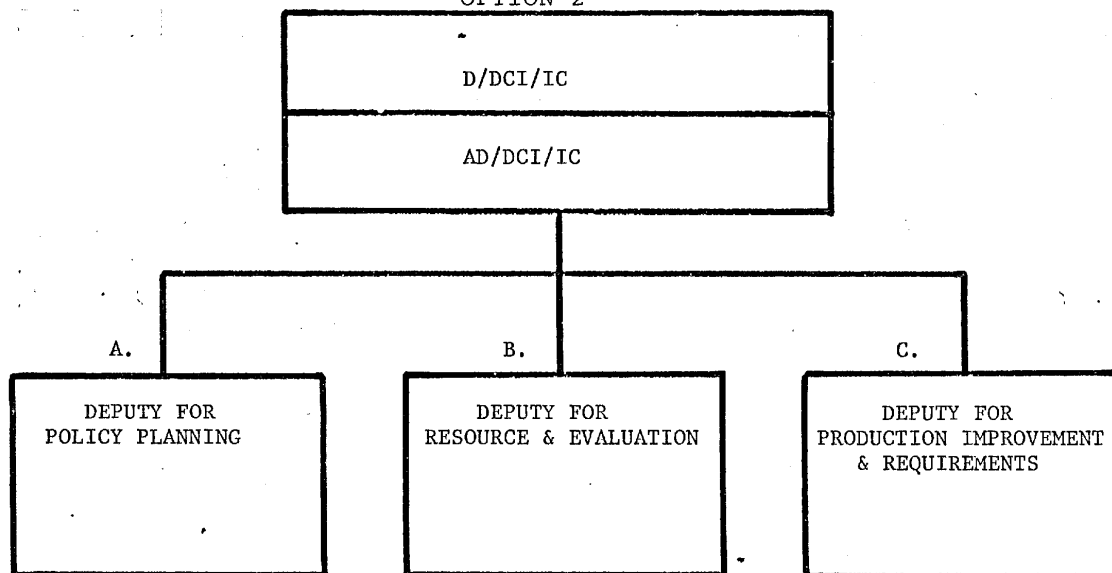 OPTION 2
D/DCI/IC
AD/DCI/IC
A.
DEPUTY FOR
POLICY PLANNING
B.
DEPUTY FOR
RESOURCE & EVALUATION
C.
DEPUTY FOR
PRODUCTION IMPROVEMENT
& REQUIREMENTS